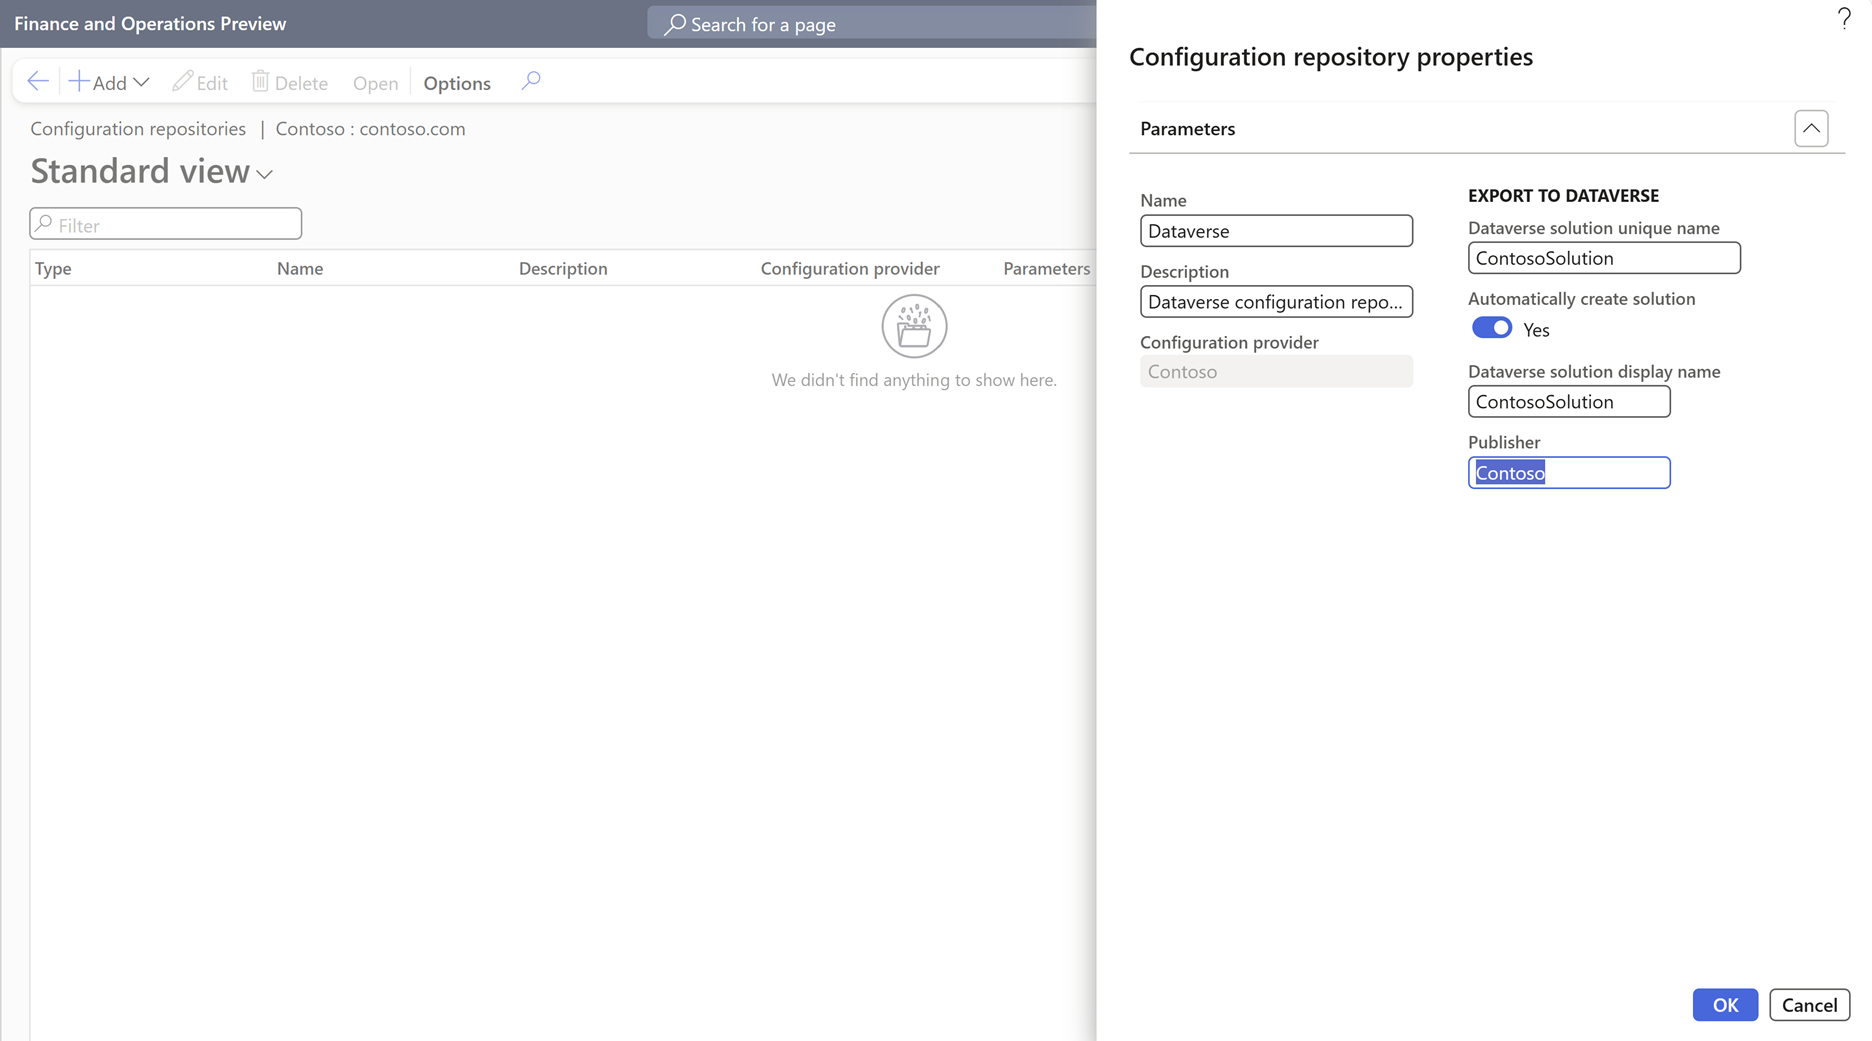 Finance and Operations Preview
Search for a page
?
Add
Edit
Delete
Open
Options
Configuration repositories | Contoso : contoso.com
Standard view
Filter
Type Name Description Configuration provider Parameters
We didn't find anything to show here.
Configuration repository properties
Parameters
Name
Dataverse
Description
Dataverse configuration repo...
Configuration provider
Contoso
EXPORT TO DATAVERSE
Dataverse solution unique name
ContosoSolution
Automatically create solution
Yes
Dataverse solution display name
ContosoSolution
Publisher
Contoso
OK
Cancel